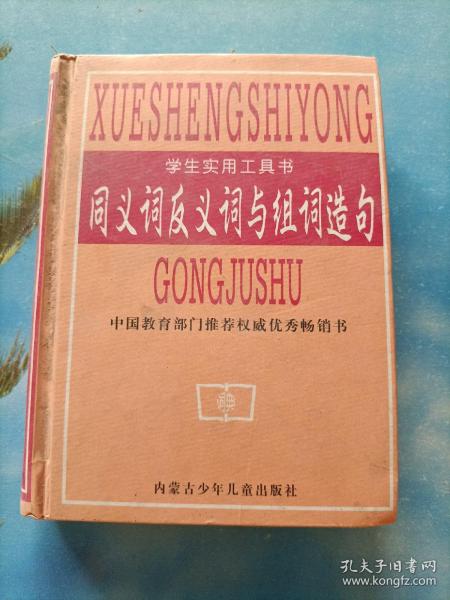 XUESHENGSHIYONG
学生实用工具书
同义词反义词与组词造句
GONGJUSHU
中国教育部门推荐权威优秀畅销书
词典
内蒙古少年儿童出版社
孔夫子旧书网
www.kongfz.com